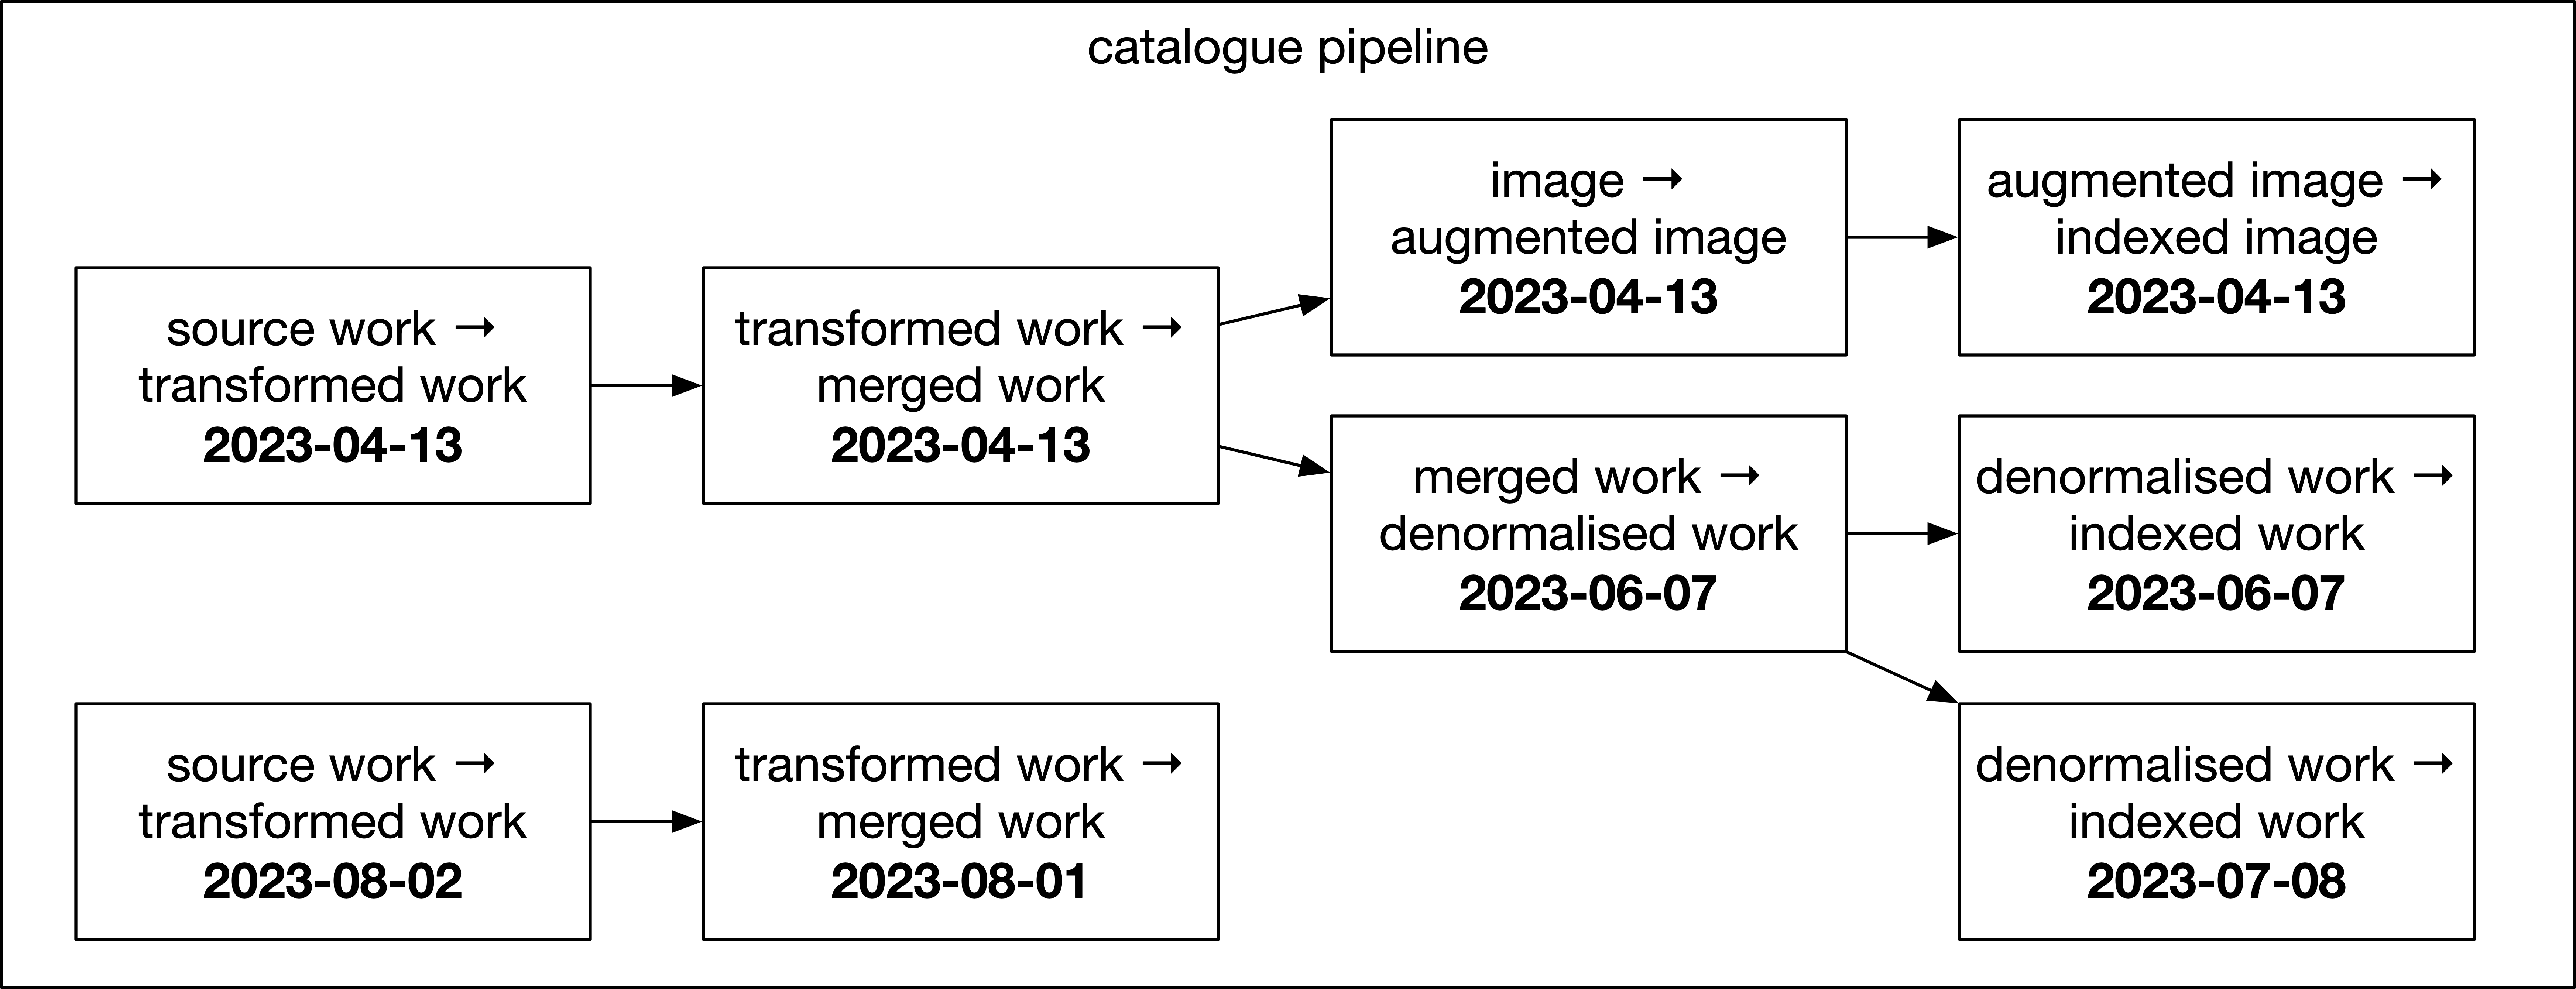 catalogue pipeline
source work →
transformed work
2023-04-13
transformed work →
merged work
2023-04-13
image →
augmented image
2023-04-13
augmented image →
indexed image
2023-04-13
merged work →
denormalised work
2023-06-07
denormalised work →
indexed work
2023-06-07
source work →
transformed work
2023-08-02
transformed work →
merged work
2023-08-01
denormalised work →
indexed work
2023-07-08